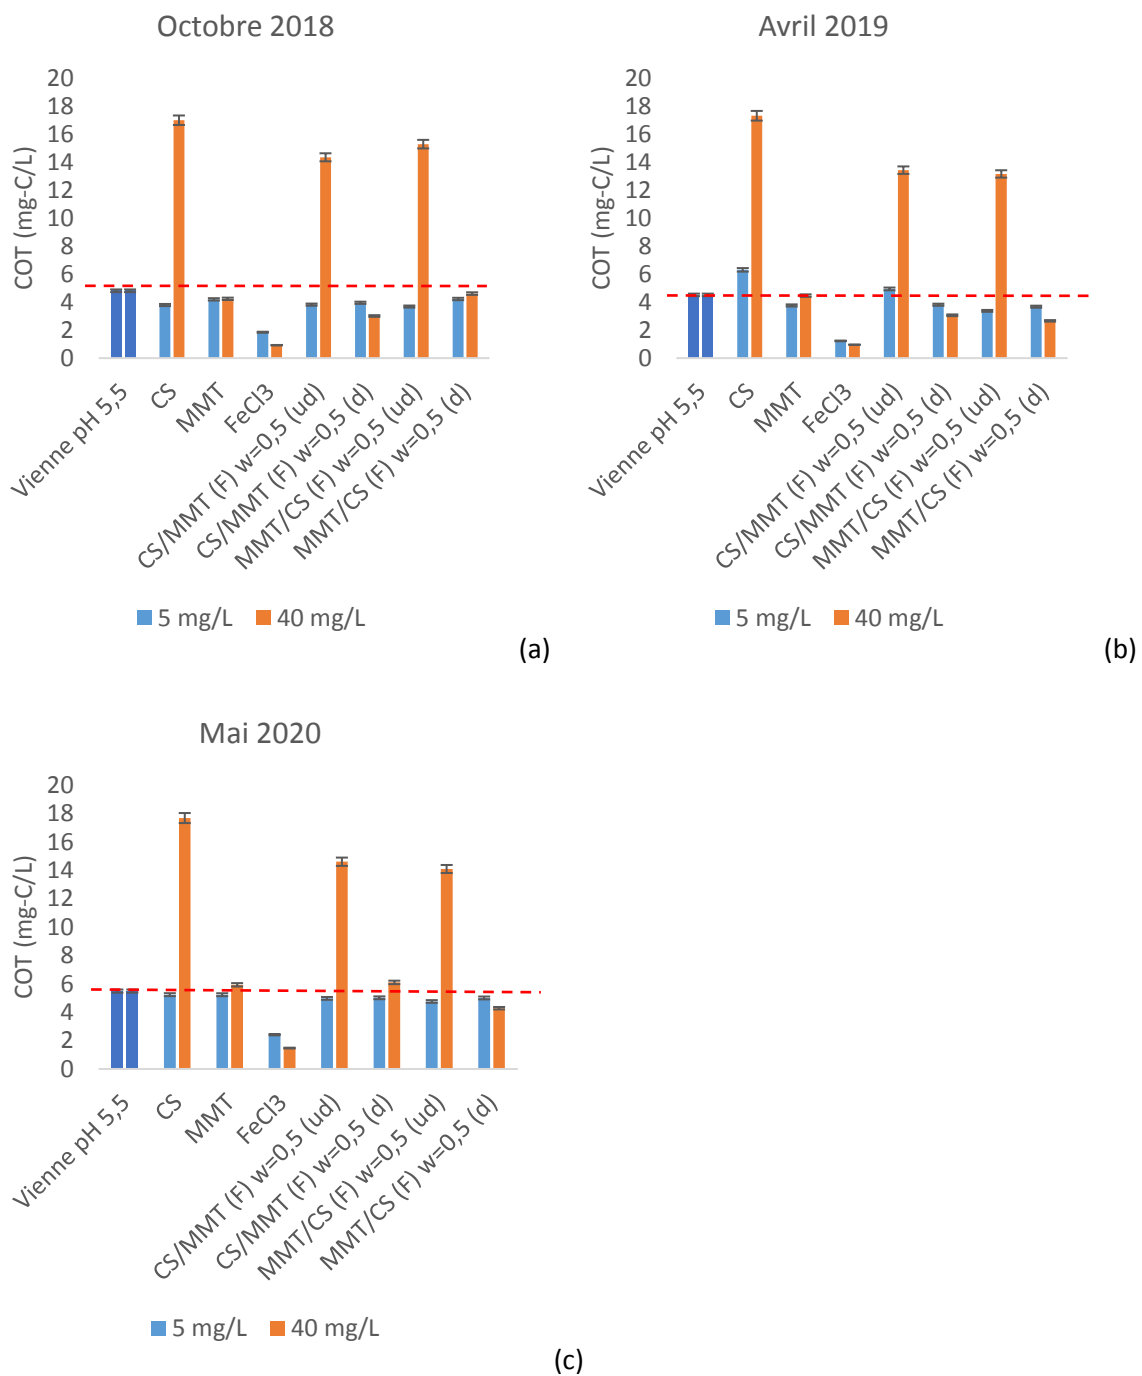 Octobre 2018
COT (mg-C/L)
20
18
16
14
12
10
8
6
4
2
0
Vienne pH 5,5
CS
MMT
FeCl3
CS/MMT (F) w=0,5 (ud)
CS/MMT (F) w=0,5 (d)
MMT/CS (F) w=0,5 (ud)
MMT/CS (F) w=0,5 (d)
5 mg/L 40 mg/L
(a)
Avril 2019
COT (mg-C/L)
20
18
16
14
12
10
8
6
4
2
0
Vienne pH 5,5
CS
MMT
FeCl3
CS/MMT (F) w=0,5 (ud)
CS/MMT (F) w=0,5 (d)
MMT/CS (F) w=0,5 (ud)
MMT/CS (F) w=0,5 (d)
5 mg/L 40 mg/L
(b)
Mai 2020
COT (mg-C/L)
20
18
16
14
12
10
8
6
4
2
0
Vienne pH 5,5
CS
MMT
FeCl3
CS/MMT (F) w=0,5 (ud)
CS/MMT (F) w=0,5 (d)
MMT/CS (F) w=0,5 (ud)
MMT/CS (F) w=0,5 (d)
5 mg/L 40 mg/L
(c)